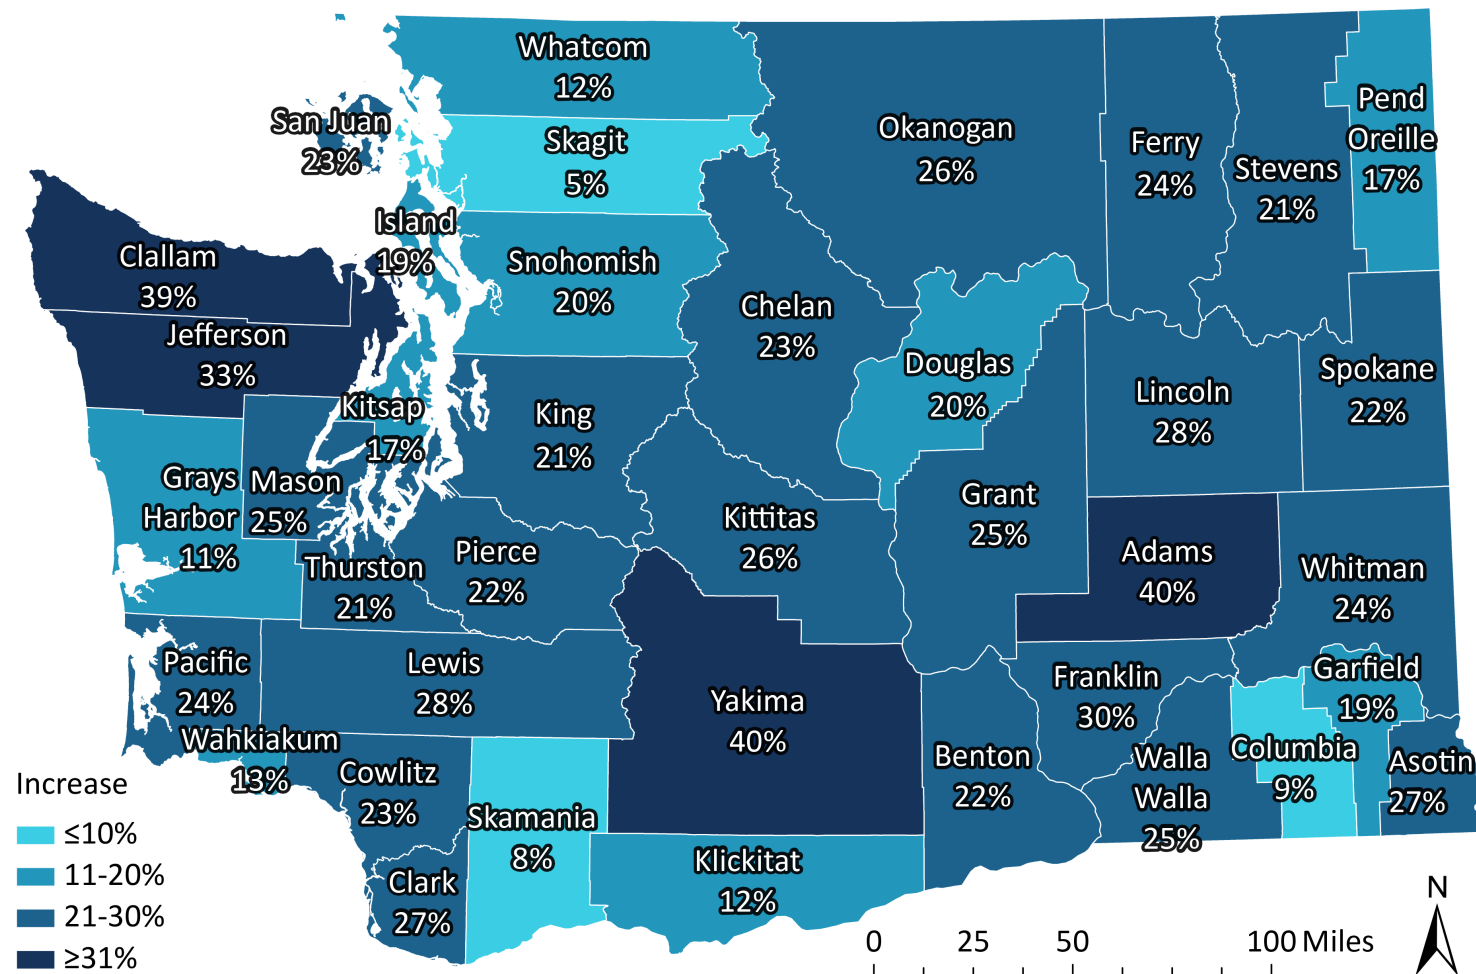 Whatcom
12%
San Juan
23%
Skagit
5%
Okanogan
26%
Ferry
24%
Stevens
21%
Pend
Oreille
17%
Island
19%
Clallam
39%
Snohomish
20%
Jefferson
33%
Chelan
23%
Douglas
20%
Lincoln
28%
Spokane
22%
Kitsap
17%
King
21%
Grays
Harbor
11%
Mason
25%
Kittitas
26%
Grant
25%
Adams
40%
Whitman
24%
Thurston
21%
Pierce
22%
Pacific
24%
Lewis
28%
Yakima
40%
Franklin
30%
Garfield
19%
Wahkiakum
13%
Cowlitz
23%
Skamania
8%
Benton
22%
Walla
Walla
25%
Columbia
9%
Asotin
27%
Clark
27%
Klickitat
12%
Increase
≤10%
11-20%
21-30%
≥31%
N
0 25 50 100 Miles